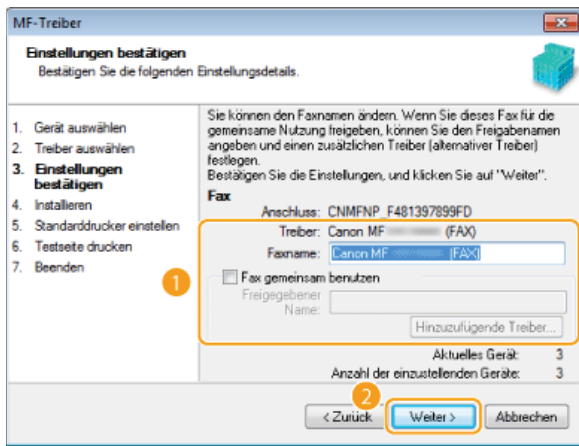 MF-Treiber
Einstellungen bestätigen
Bestätigen Sie die folgenden Einstellungsdetails.
1. Gerät auswählen
2. Treiber auswählen
3. Einstellungen
bestätigen
4. Installieren
5. Standarddrucker einstellen
6. Testseite drucken
7. Beenden
Sie können den Faxnamen ändern. Wenn Sie dieses Fax für die
gemeinsame Nutzung freigeben, können Sie den Freigabenamen
angeben und einen zusätzlichen Treiber (alternativer Treiber)
festlegen.
Bestätigen Sie die Einstellungen, und klicken Sie auf "Weiter".
Fax
Anschluss: CNMFNP_F481397899FD
Treiber: Canon MF (FAX)
Faxname: Canon MF (FAX)
1
Fax gemeinsam benutzen
Freigegebener
Name:
Hinzuzufügende Treiber...
Aktuelles Gerät: 3
Anzahl der einzustellenden Geräte: 3
2
< Zurück Weiter > Abbrechen